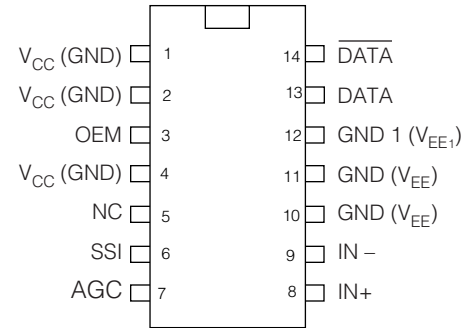 V_CC (GND) 1 14 D̅A̅T̅A̅
V_CC (GND) 2 13 DATA
OEM 3 12 GND 1 (V_EE1)
V_CC (GND) 4 11 GND (V_EE)
NC 5 10 GND (V_EE)
SSI 6 9 IN –
AGC 7 8 IN+